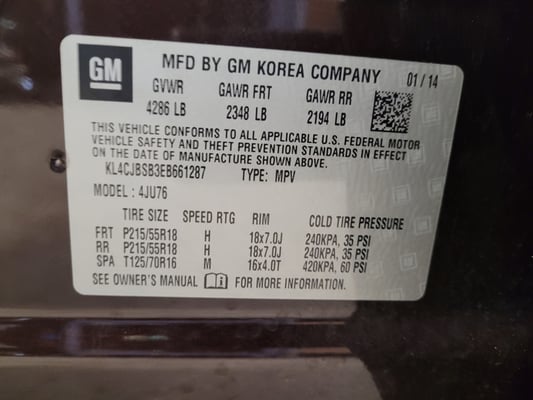 GM
MFD BY GM KOREA COMPANY 01 / 14
GVWR GAWR FRT GAWR RR
4286 LB 2348 LB 2194 LB
THIS VEHICLE CONFORMS TO ALL APPLICABLE U.S. FEDERAL MOTOR
VEHICLE SAFETY AND THEFT PREVENTION STANDARDS IN EFFECT ON
THE DATE OF MANUFACTURE SHOWN ABOVE.
KL4CJBSB3EB661287 TYPE: MPV
MODEL : 4JU76
TIRE SIZE SPEED RTG RIM COLD TIRE PRESSURE
FRT P215/55R18 H 18x7.0J 240KPA, 35 PSI
RR P215/55R18 H 18x7.0J 240KPA, 35 PSI
SPA T125/70R16 M 16x4.0T 420KPA, 60 PSI
SEE OWNER'S MANUAL FOR MORE INFORMATION.